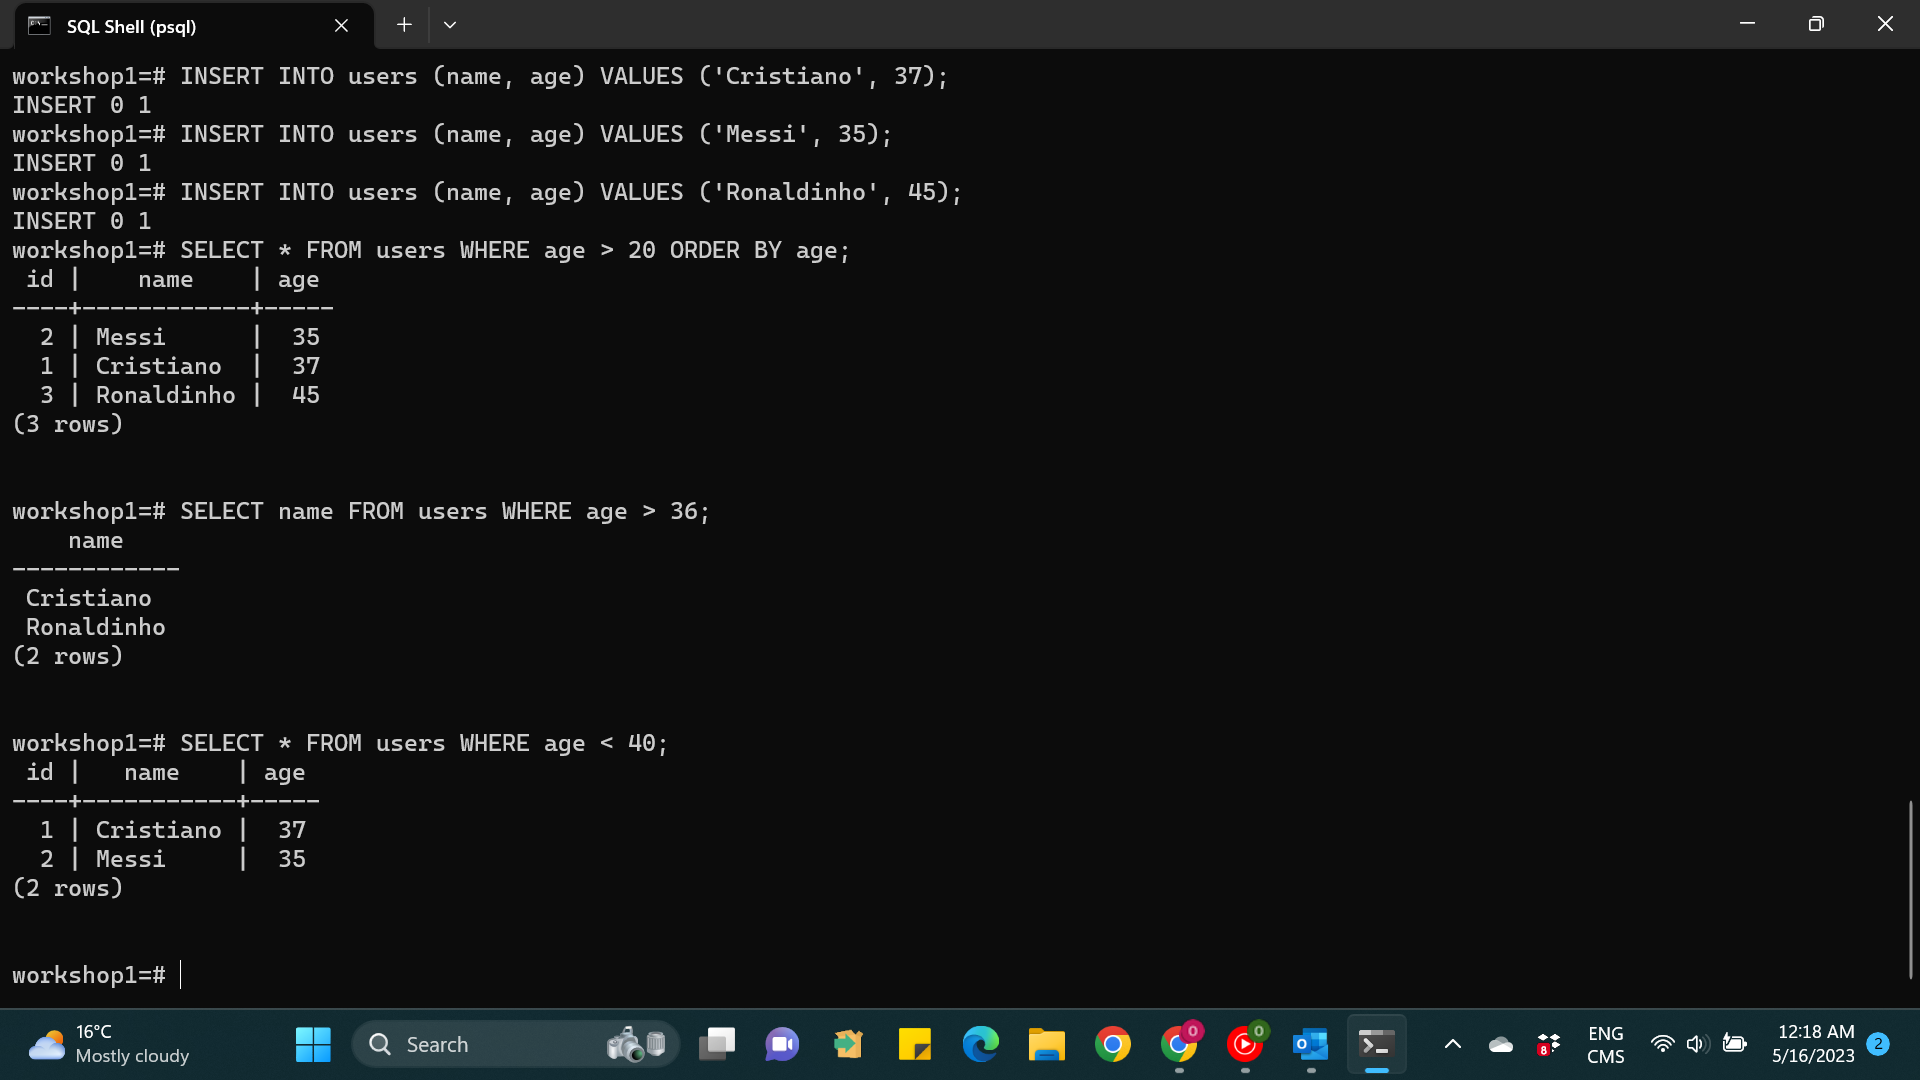 SQL Shell (psql)
workshop1=# INSERT INTO users (name, age) VALUES ('Cristiano', 37);
INSERT 0 1
workshop1=# INSERT INTO users (name, age) VALUES ('Messi', 35);
INSERT 0 1
workshop1=# INSERT INTO users (name, age) VALUES ('Ronaldinho', 45);
INSERT 0 1
workshop1=# SELECT * FROM users WHERE age > 20 ORDER BY age;
 id |    name    | age
----+------------+-----
  2 | Messi      |  35
  1 | Cristiano  |  37
  3 | Ronaldinho |  45
(3 rows)
workshop1=# SELECT name FROM users WHERE age > 36;
    name
------------
 Cristiano
 Ronaldinho
(2 rows)
workshop1=# SELECT * FROM users WHERE age < 40;
 id |   name    | age
----+-----------+-----
  1 | Cristiano |  37
  2 | Messi     |  35
(2 rows)
workshop1=#
16°C
Mostly cloudy
Search
0
0
8
ENG
CMS
12:18 AM
5/16/2023
2